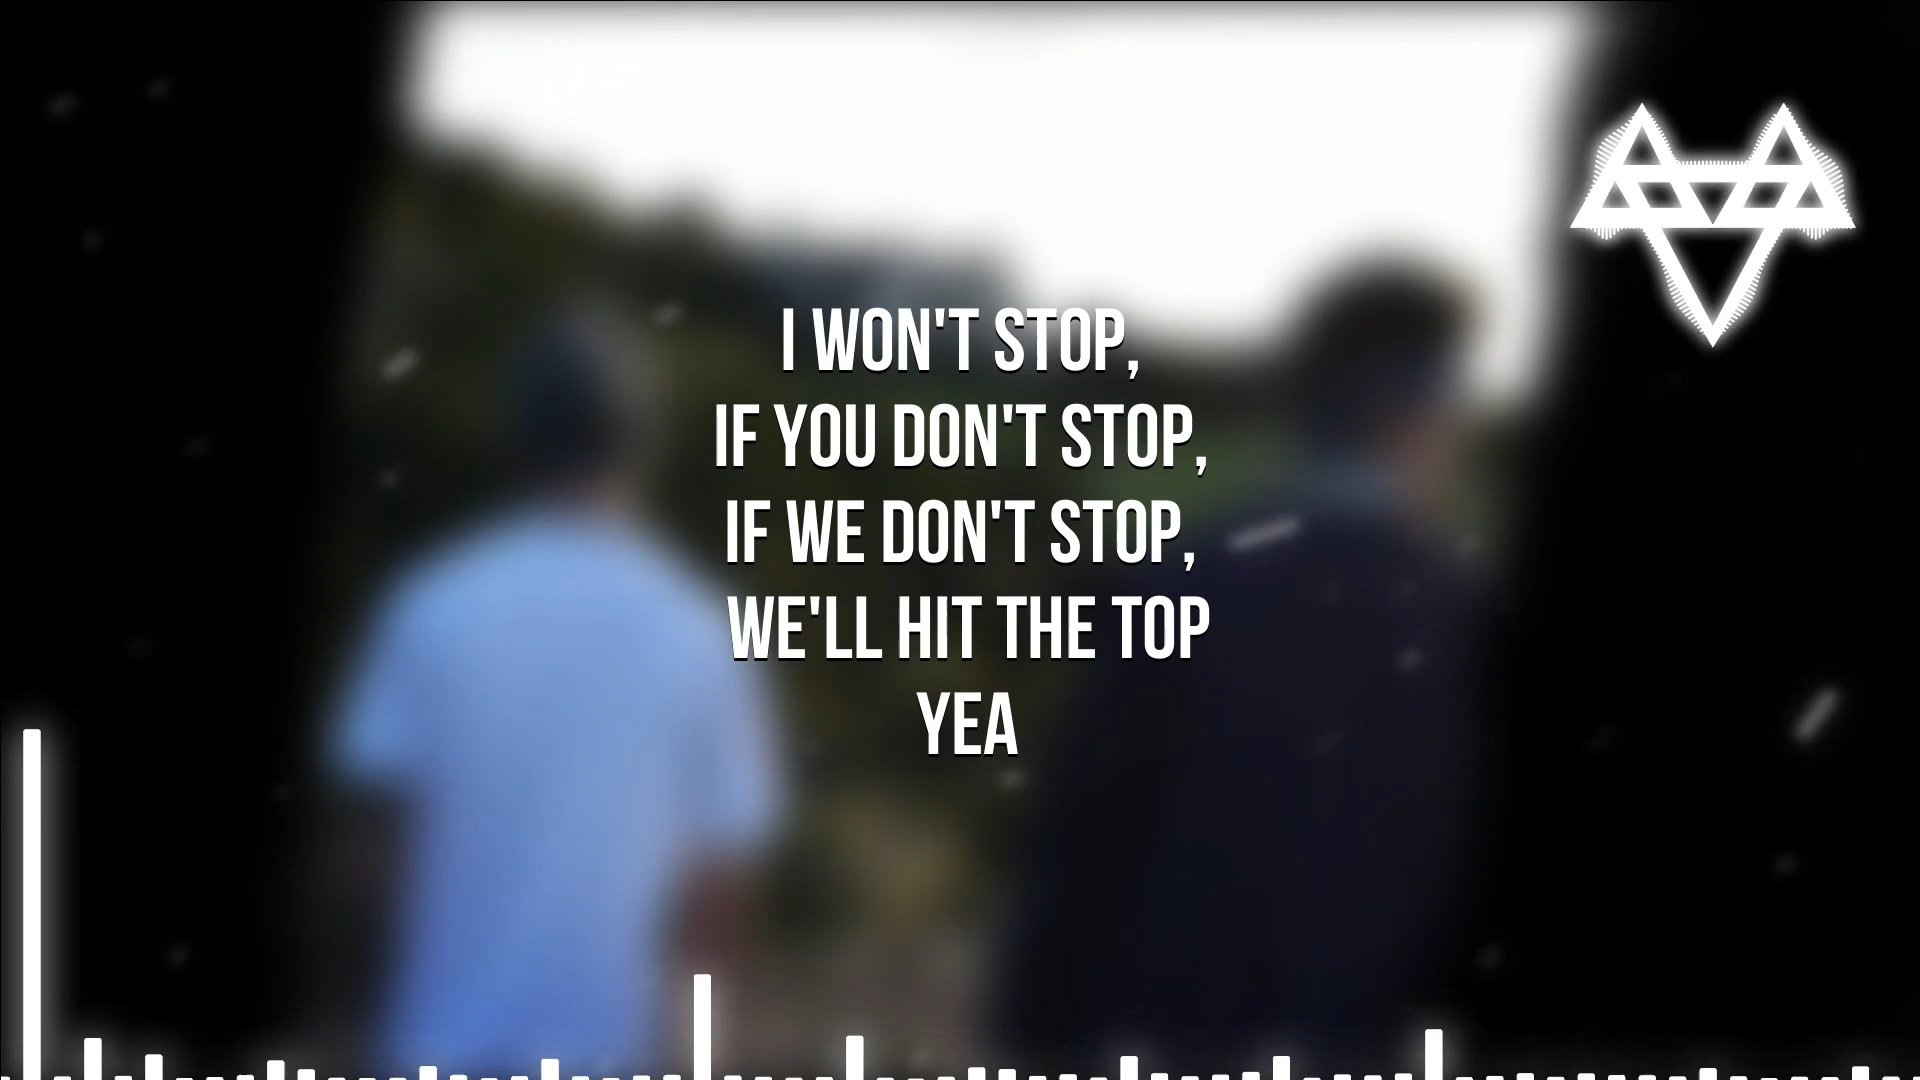 I WON'T STOP,
IF YOU DON'T STOP,
IF WE DON'T STOP,
WE'LL HIT THE TOP
YEA